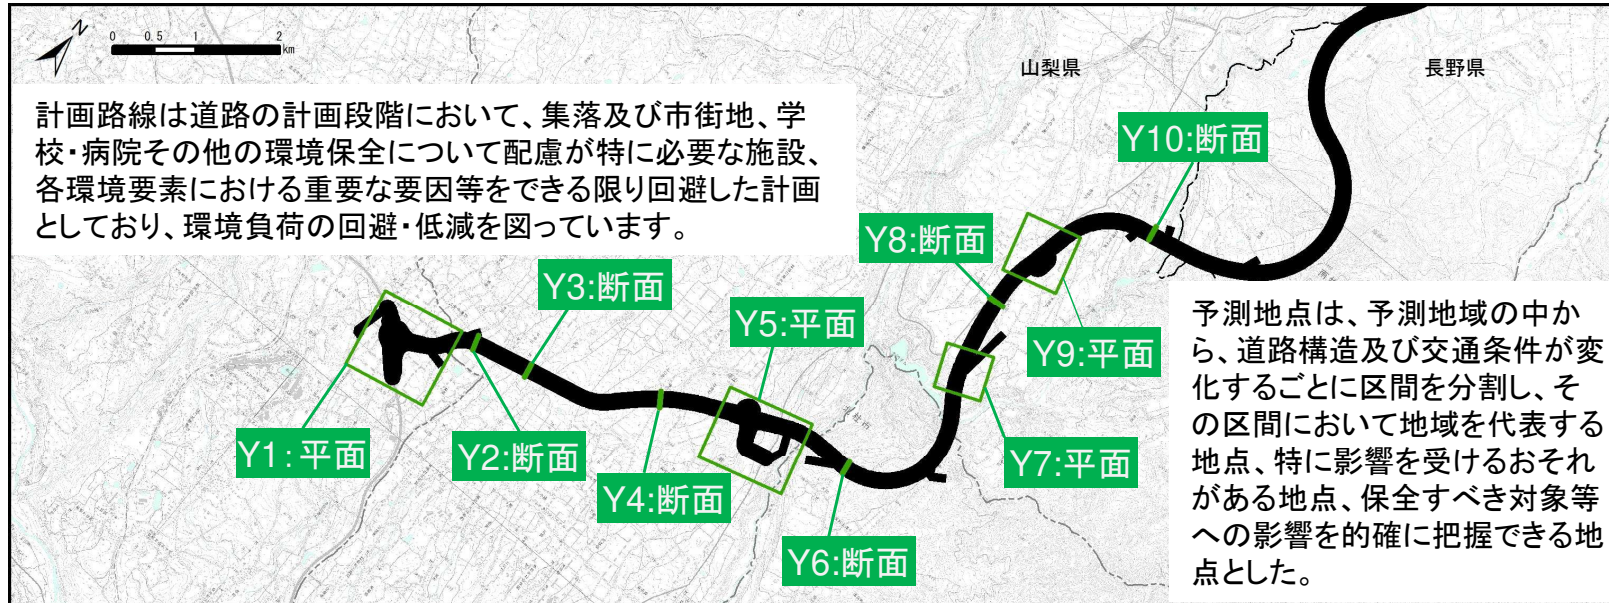 N
0 0.5 1 2
km
山梨県
長野県
計画路線は道路の計画段階において、集落及び市街地、学
校・病院その他の環境保全について配慮が特に必要な施設、
各環境要素における重要な要因等をできる限り回避した計画
としており、環境負荷の回避・低減を図っています。
Y10:断面
Y8:断面
Y3:断面
Y5:平面
Y9:平面
予測地点は、予測地域の中か
ら、道路構造及び交通条件が変
化するごとに区間を分割し、そ
の区間において地域を代表する
地点、特に影響を受けるおそれ
がある地点、保全すべき対象等
への影響を的確に把握できる地
点とした。
Y1:平面
Y2:断面
Y7:平面
Y4:断面
Y6:断面